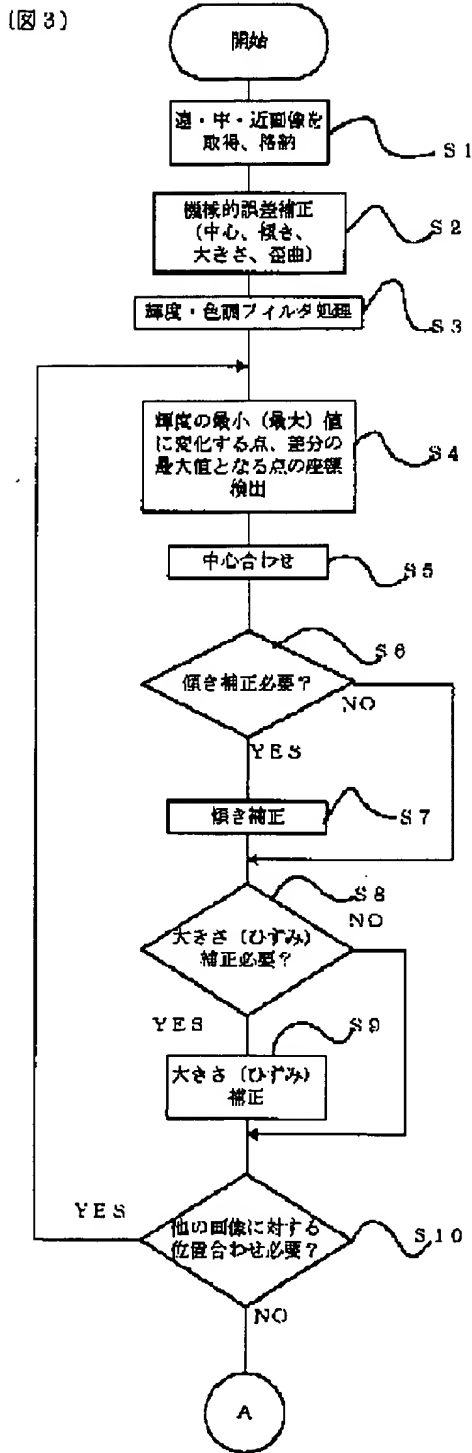 〔図3〕
開始
遠・中・近画像を
取得、格納
S1
機械的誤差補正
(中心、傾き、
大きさ、歪曲)
S2
輝度・色調フィルタ処理
S3
輝度の最小(最大)値
に変化する点、差分の
最大値となる点の座標
検出
S4
中心合わせ
S5
S6
傾き補正必要?
NO
YES
傾き補正
S7
S8
NO
大きさ(ひずみ)
補正必要?
YES
S9
大きさ(ひずみ)
補正
YES
他の画像に対する
位置合わせ必要?
S10
NO
A